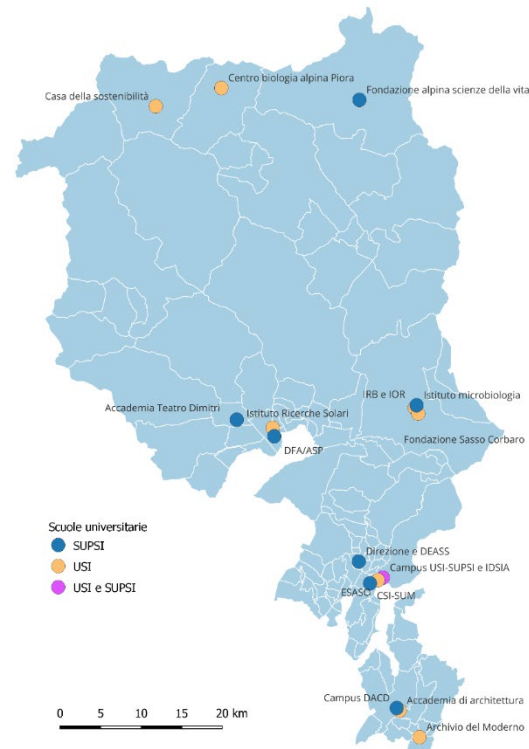 Centro biologia alpina Piora
Fondazione alpina scienze della vita
Casa della sostenibilità
IRB e IOR
Istituto microbiologia
Accademia Teatro Dimitri
Istituto Ricerche Solari
Fondazione Sasso Corbaro
DFA/ASP
Scuole universitarie
SUPSI
USI
USI e SUPSI
Direzione e DEASS
Campus USI-SUPSI e IDSIA
ESASO
CSI-SUM
Campus DACD
Accademia di architettura
Archivio del Moderno
0 5 10 15 20 km